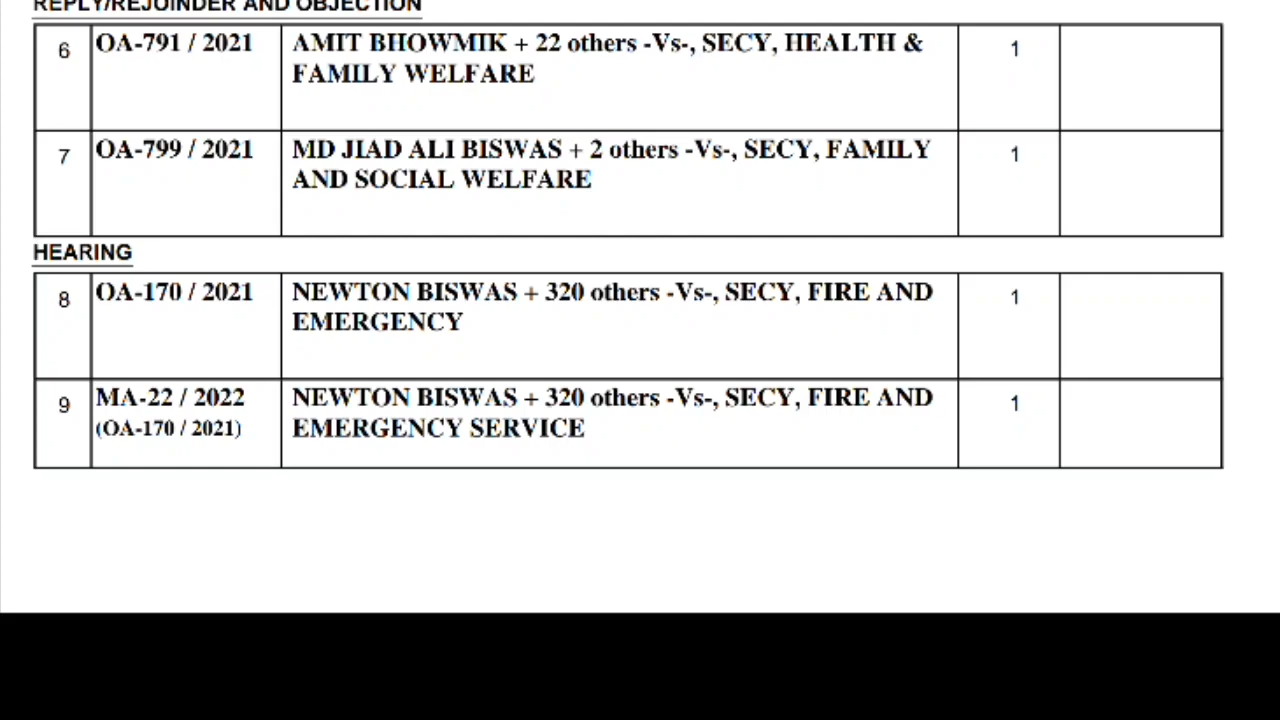 REPLY/REJOINDER AND OBJECTION
6 OA-791 / 2021 AMIT BHOWMIK + 22 others -Vs-, SECY, HEALTH & 1
FAMILY WELFARE
7 OA-799 / 2021 MD JIAD ALI BISWAS + 2 others -Vs-, SECY, FAMILY 1
AND SOCIAL WELFARE
HEARING
8 OA-170 / 2021 NEWTON BISWAS + 320 others -Vs-, SECY, FIRE AND 1
EMERGENCY
9 MA-22 / 2022 NEWTON BISWAS + 320 others -Vs-, SECY, FIRE AND 1
(OA-170 / 2021) EMERGENCY SERVICE